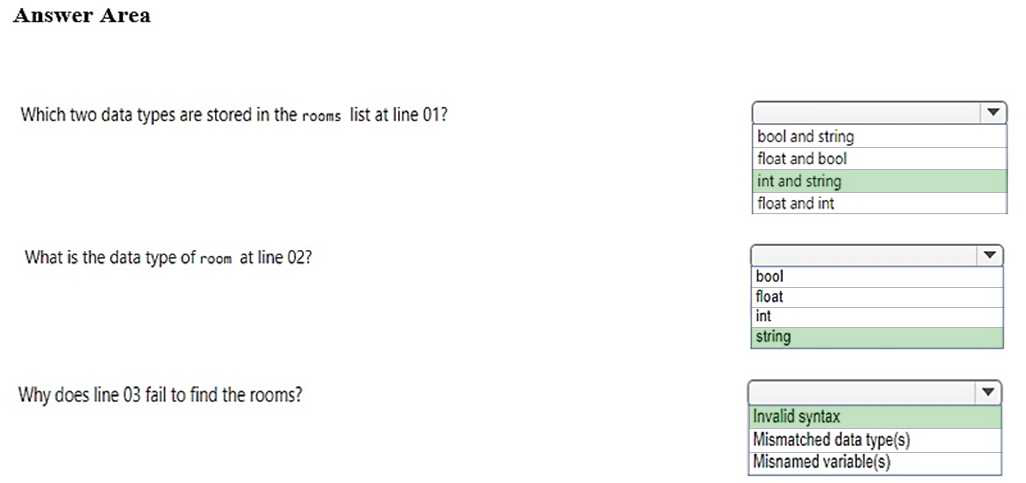 Answer Area
Which two data types are stored in the rooms list at line 01?
bool and string
float and bool
int and string
float and int
What is the data type of room at line 02?
bool
float
int
string
Why does line 03 fail to find the rooms?
Invalid syntax
Mismatched data type(s)
Misnamed variable(s)